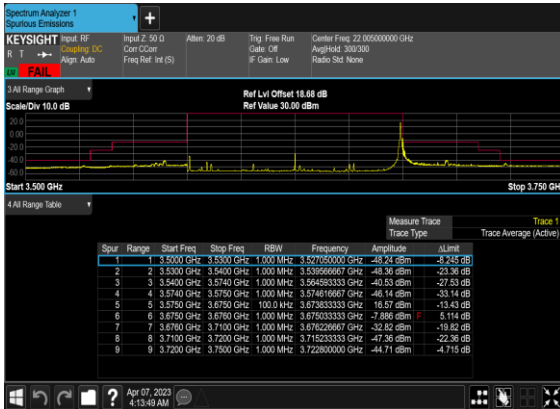 Spectrum Analyzer 1
Spurious Emissions
KEYSIGHT Input: RF Input Z: 50 Ω Atten: 20 dB Trig: Free Run Center Freq: 22.005000000 GHz
R T Coupling: DC Corr CCorr Gate: Off Avg|Hold: 300/300
Align: Auto Freq Ref: Int (S) IF Gain: Low Radio Std: None
FAIL
3 All Range Graph Ref Lvl Offset 18.68 dB
Scale/Div 10.0 dB Ref Value 30.00 dBm
20.0
0.00
-20.0
-40.0
Start 3.500 GHz Stop 3.750 GH
4 All Range Table
Measure Trace Trace 1
Trace Type Trace Average (Active)
Spur Range Start Freq Stop Freq RBW Frequency Amplitude ΔLimit
1 1 3.5000 GHz 3.5300 GHz 1.000 MHz 3.527050000 GHz -48.24 dBm -8.245 dB
2 2 3.5300 GHz 3.5400 GHz 1.000 MHz 3.539566667 GHz -48.36 dBm -23.36 dB
3 3 3.5400 GHz 3.5740 GHz 1.000 MHz 3.564593333 GHz -40.53 dBm -27.53 dB
4 4 3.5740 GHz 3.5750 GHz 1.000 MHz 3.574616667 GHz -46.14 dBm -33.14 dB
5 5 3.5750 GHz 3.6750 GHz 100.0 kHz 3.673833333 GHz 16.57 dBm -13.43 dB
6 6 3.6750 GHz 3.6760 GHz 1.000 MHz 3.675033333 GHz -7.886 dBm F 5.114 dB
7 7 3.6760 GHz 3.7100 GHz 1.000 MHz 3.676226667 GHz -32.82 dBm -19.82 dB
8 8 3.7100 GHz 3.7200 GHz 1.000 MHz 3.715233333 GHz -47.36 dBm -22.36 dB
9 9 3.7200 GHz 3.7500 GHz 1.000 MHz 3.722800000 GHz -44.71 dBm -4.715 dB
Apr 07, 2023
4:13:49 AM